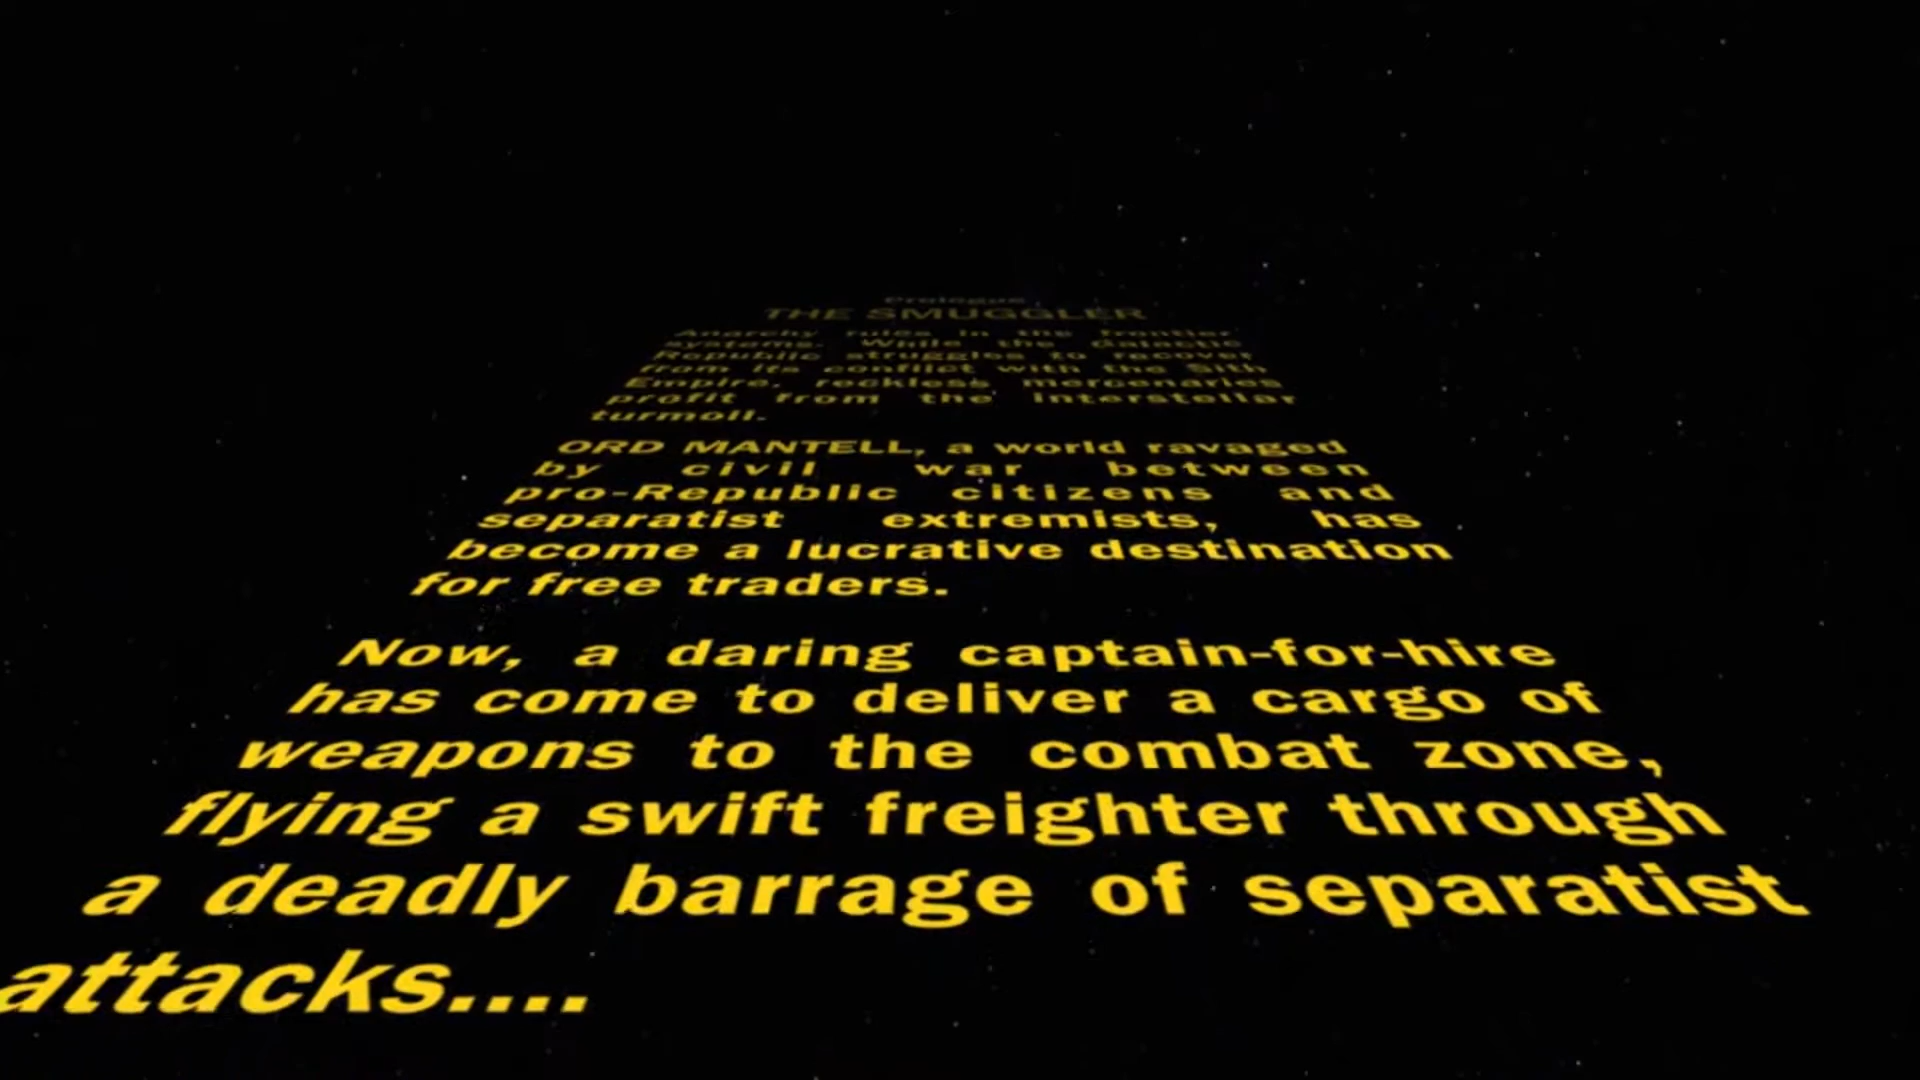 Prologue
THE SMUGGLER
Anarchy rules in the frontier
systems. While the Galactic
Republic struggles to recover
from its conflict with the Sith
Empire, reckless mercenaries
profit from the interstellar
turmoil.
ORD MANTELL, a world ravaged
by civil war between
pro-Republic citizens and
separatist extremists, has
become a lucrative destination
for free traders.
Now, a daring captain-for-hire
has come to deliver a cargo of
weapons to the combat zone,
flying a swift freighter through
a deadly barrage of separatist
attacks....